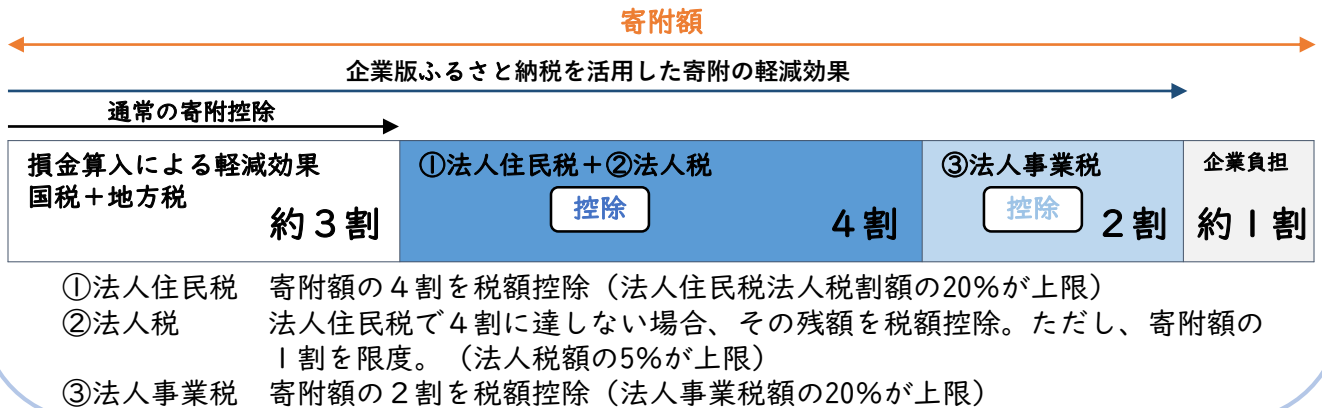 寄附額
企業版ふるさと納税を活用した寄附の軽減効果
通常の寄附控除
損金算入による軽減効果
国税+地方税
約3割
①法人住民税+②法人税
控除
4割
③法人事業税
控除
2割
企業負担
約1割
①法人住民税 寄附額の4割を税額控除(法人住民税法人税割額の20%が上限)
②法人税 法人住民税で4割に達しない場合、その残額を税額控除。ただし、寄附額の
1割を限度。(法人税額の5%が上限)
③法人事業税 寄附額の2割を税額控除(法人事業税額の20%が上限)